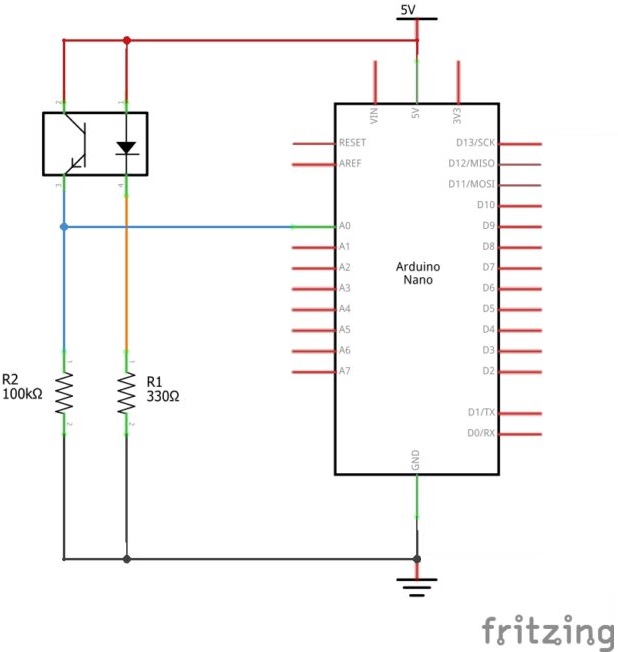 5V
2
1
VIN
5V
3V3
RESET
AREF
D13/SCK
D12/MISO
D11/MOSI
D10
3
4
A0
D9
A1
D8
A2
Arduino
Nano
D7
A3
D6
A4
D5
A5
D4
A6
D3
A7
D2
R2
100kΩ
1
R1
330Ω
1
2
2
D1/TX
D0/RX
GND
fritzing